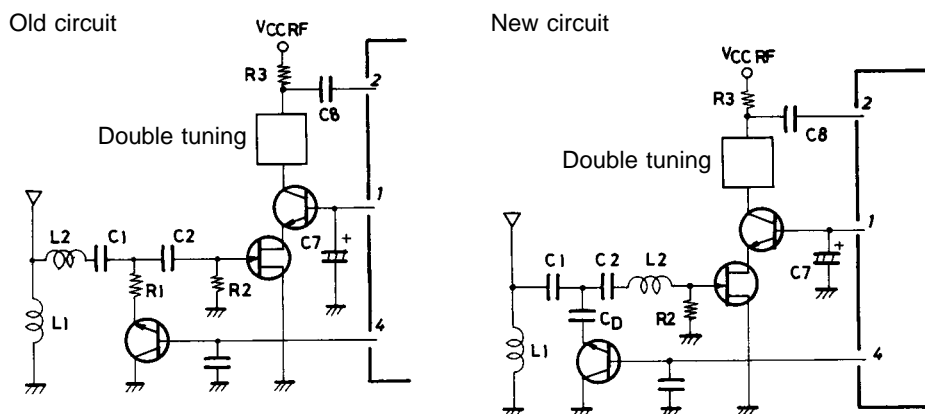 Old circuit
VCC RF
R3
2
C8
Double tuning
1
L2
C1
C2
C7
+
R1
R2
L1
4
New circuit
VCC RF
R3
2
C8
Double tuning
1
C1
C2
L2
C7
+
R2
CD
L1
4